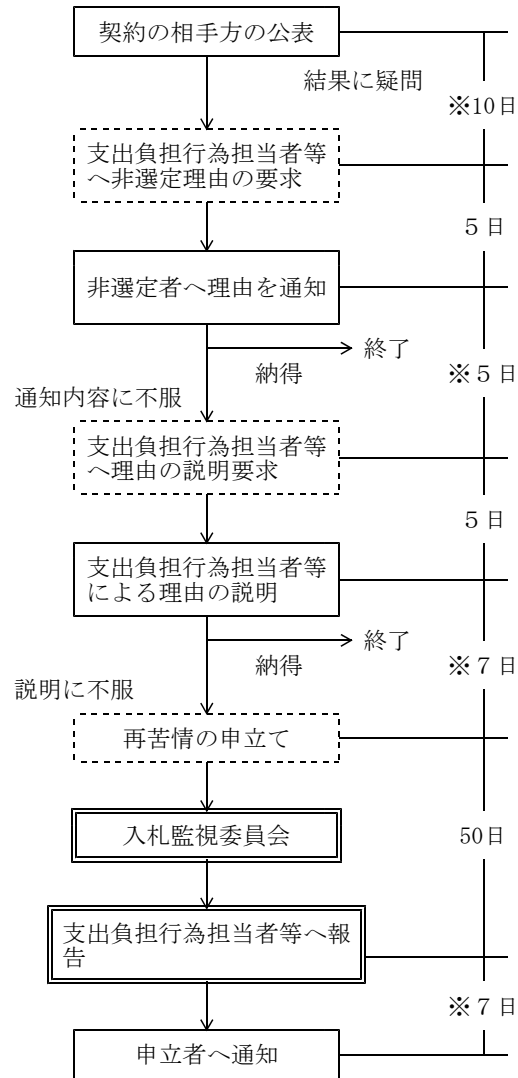 契約の相手方の公表
結果に疑問
※10日
支出負担行為担当者等
へ非選定理由の要求
５日
非選定者へ理由を通知
終了
納得
※５日
通知内容に不服
支出負担行為担当者等
へ理由の説明要求
５日
支出負担行為担当者等
による理由の説明
終了
納得
※７日
説明に不服
再苦情の申立て
入札監視委員会
50日
支出負担行為担当者等へ報
告
※７日
申立者へ通知